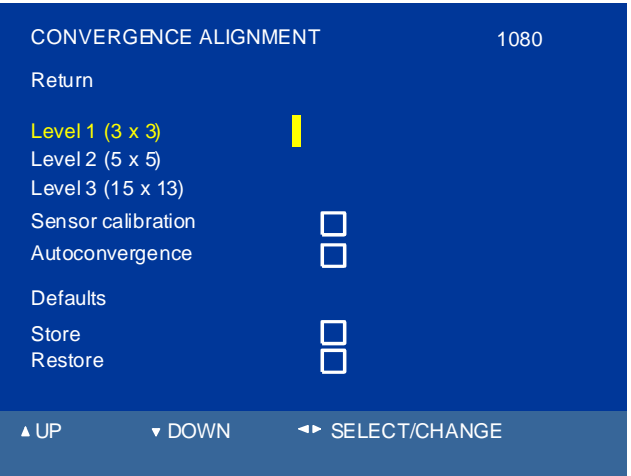 CONVERGENCE ALIGNMENT 1080
Return
Level 1 (3 x 3)
Level 2 (5 x 5)
Level 3 (15 x 13)
Sensor calibration
Autoconvergence
Defaults
Store
Restore
▲ UP ▼ DOWN ◄► SELECT/CHANGE